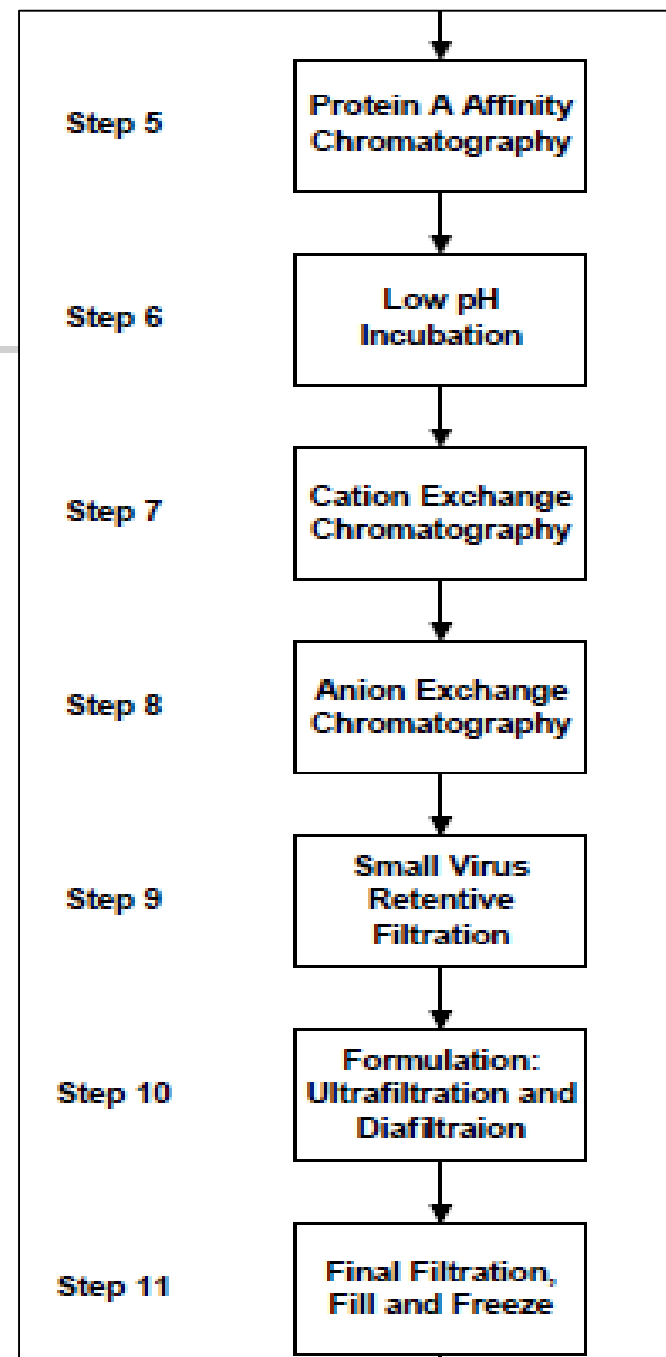 Step 5
Protein A Affinity
Chromatography
Step 6
Low pH
Incubation
Step 7
Cation Exchange
Chromatography
Step 8
Anion Exchange
Chromatography
Step 9
Small Virus
Retentive
Filtration
Step 10
Formulation:
Ultrafiltration and
Diafiltraion
Step 11
Final Filtration,
Fill and Freeze